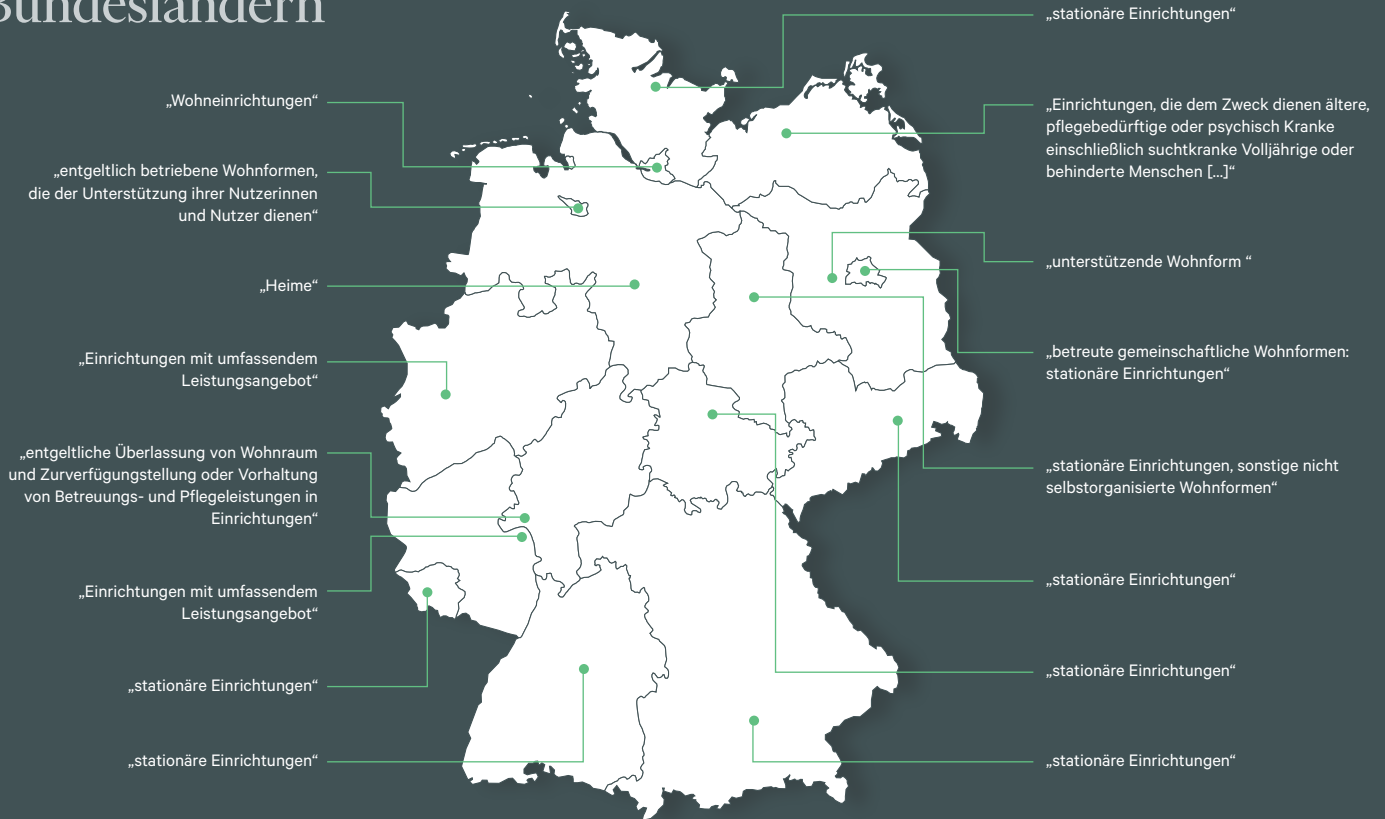 Bundesländern
„Wohneinrichtungen“
„entgeltlich betriebene Wohnformen,
die der Unterstützung ihrer Nutzerinnen
und Nutzer dienen“
„Heime“
„Einrichtungen mit umfassendem
Leistungsangebot“
„entgeltliche Überlassung von Wohnraum
und Zurverfügungstellung oder Vorhaltung
von Betreuungs- und Pflegeleistungen in
Einrichtungen“
„Einrichtungen mit umfassendem
Leistungsangebot“
„stationäre Einrichtungen“
„stationäre Einrichtungen“
„stationäre Einrichtungen“
„Einrichtungen, die dem Zweck dienen ältere,
pflegebedürftige oder psychisch Kranke
einschließlich suchtkranke Volljährige oder
behinderte Menschen [...]“
„unterstützende Wohnform “
„betreute gemeinschaftliche Wohnformen:
stationäre Einrichtungen“
„stationäre Einrichtungen, sonstige nicht
selbstorganisierte Wohnformen“
„stationäre Einrichtungen“
„stationäre Einrichtungen“
„stationäre Einrichtungen“